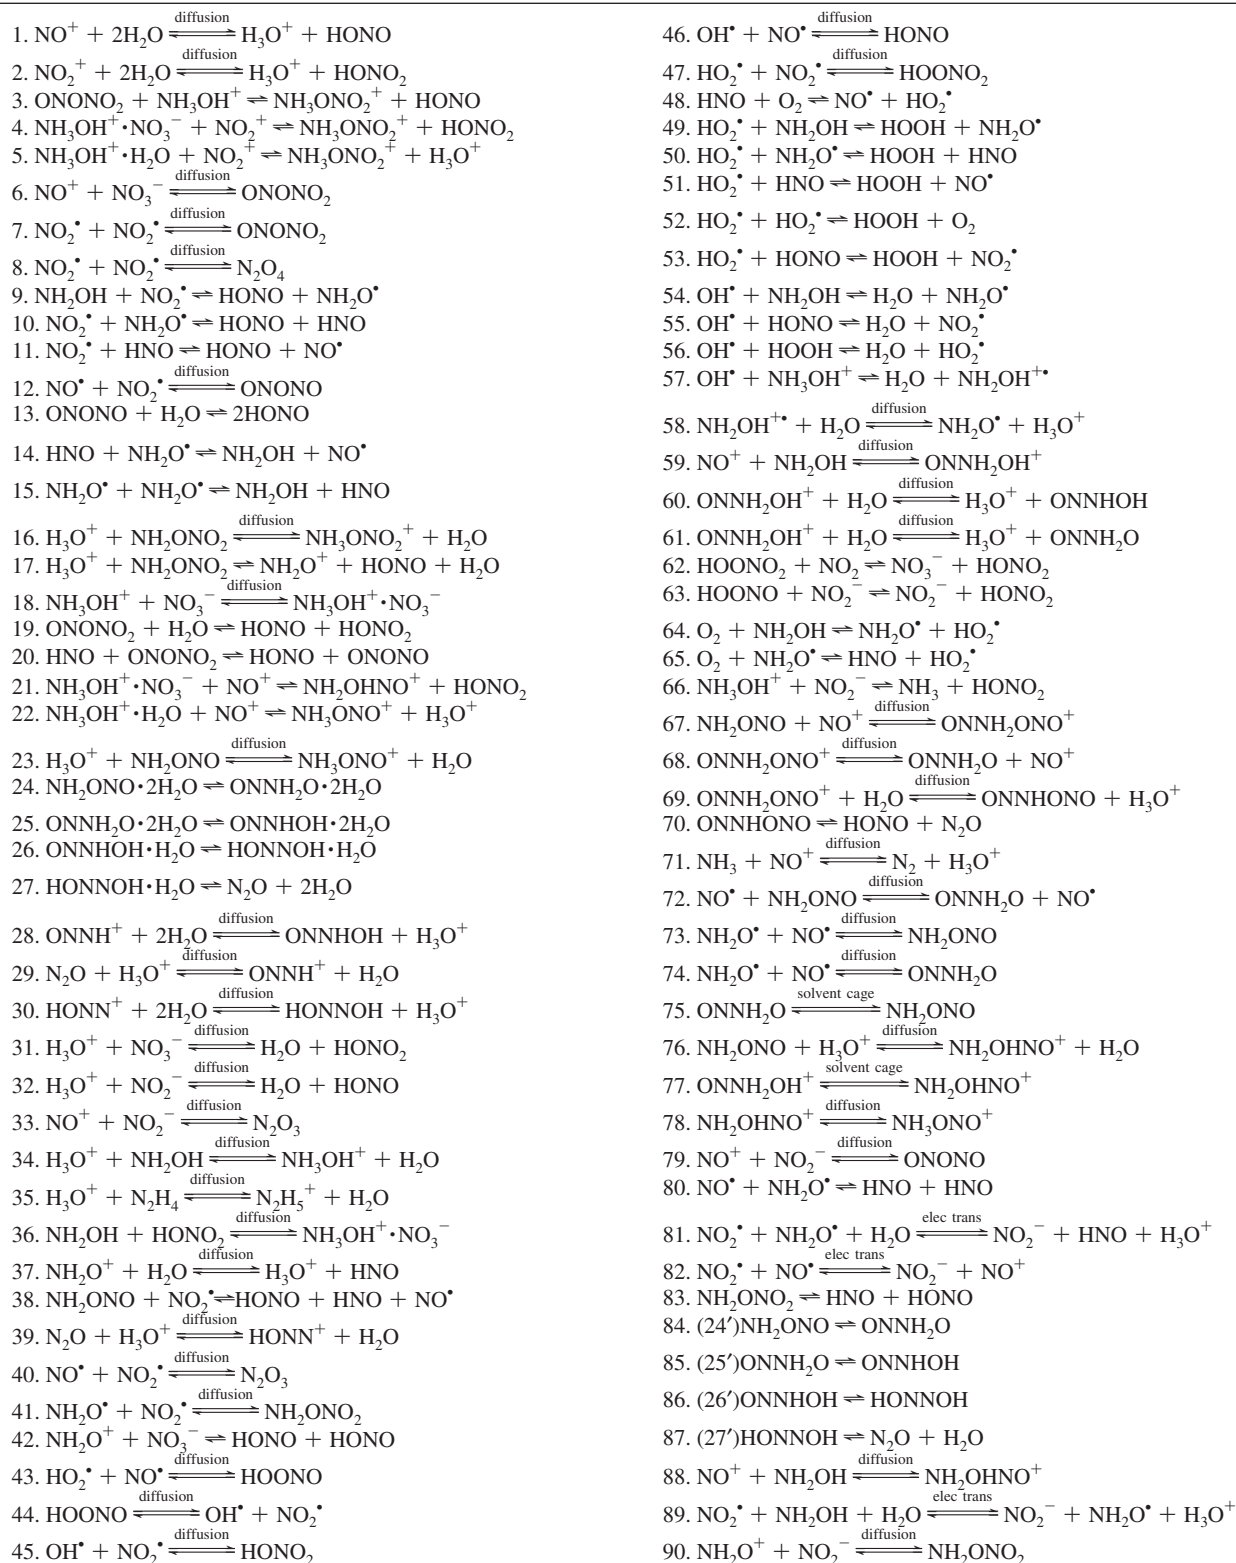 1. NO⁺ + 2H₂O ⇌(diffusion) H₃O⁺ + HONO
2. NO₂⁺ + 2H₂O ⇌(diffusion) H₃O⁺ + HONO₂
3. ONONO₂ + NH₃OH⁺ ⇌ NH₃ONO₂⁺ + HONO
4. NH₃OH⁺·NO₃⁻ + NO₂⁺ ⇌ NH₃ONO₂⁺ + HONO₂
5. NH₃OH⁺·H₂O + NO₂⁺ ⇌ NH₃ONO₂⁺ + H₃O⁺
6. NO⁺ + NO₃⁻ ⇌(diffusion) ONONO₂
7. NO₂• + NO₂• ⇌(diffusion) ONONO₂
8. NO₂• + NO₂• ⇌(diffusion) N₂O₄
9. NH₂OH + NO₂• ⇌ HONO + NH₂O•
10. NO₂• + NH₂O• ⇌ HONO + HNO
11. NO₂• + HNO ⇌ HONO + NO•
12. NO• + NO₂• ⇌(diffusion) ONONO
13. ONONO + H₂O ⇌ 2HONO
14. HNO + NH₂O• ⇌ NH₂OH + NO•
15. NH₂O• + NH₂O• ⇌ NH₂OH + HNO
16. H₃O⁺ + NH₂ONO₂ ⇌(diffusion) NH₃ONO₂⁺ + H₂O
17. H₃O⁺ + NH₂ONO₂ ⇌ NH₂O⁺ + HONO + H₂O
18. NH₃OH⁺ + NO₃⁻ ⇌(diffusion) NH₃OH⁺·NO₃⁻
19. ONONO₂ + H₂O ⇌ HONO + HONO₂
20. HNO + ONONO₂ ⇌ HONO + ONONO
21. NH₃OH⁺·NO₃⁻ + NO⁺ ⇌ NH₂OHNO⁺ + HONO₂
22. NH₃OH⁺·H₂O + NO⁺ ⇌ NH₃ONO⁺ + H₃O⁺
23. H₃O⁺ + NH₂ONO ⇌(diffusion) NH₃ONO⁺ + H₂O
24. NH₂ONO·2H₂O ⇌ ONNH₂O·2H₂O
25. ONNH₂O·2H₂O ⇌ ONNHOH·2H₂O
26. ONNHOH·H₂O ⇌ HONNOH·H₂O
27. HONNOH·H₂O ⇌ N₂O + 2H₂O
28. ONNH⁺ + 2H₂O ⇌(diffusion) ONNHOH + H₃O⁺
29. N₂O + H₃O⁺ ⇌(diffusion) ONNH⁺ + H₂O
30. HONN⁺ + 2H₂O ⇌(diffusion) HONNOH + H₃O⁺
31. H₃O⁺ + NO₃⁻ ⇌(diffusion) H₂O + HONO₂
32. H₃O⁺ + NO₂⁻ ⇌(diffusion) H₂O + HONO
33. NO⁺ + NO₂⁻ ⇌(diffusion) N₂O₃
34. H₃O⁺ + NH₂OH ⇌(diffusion) NH₃OH⁺ + H₂O
35. H₃O⁺ + N₂H₄ ⇌(diffusion) N₂H₅⁺ + H₂O
36. NH₂OH + HONO₂ ⇌(diffusion) NH₃OH⁺·NO₃⁻
37. NH₂O⁺ + H₂O ⇌(diffusion) H₃O⁺ + HNO
38. NH₂ONO + NO₂• ⇌ HONO + HNO + NO•
39. N₂O + H₃O⁺ ⇌(diffusion) HONN⁺ + H₂O
40. NO• + NO₂• ⇌(diffusion) N₂O₃
41. NH₂O• + NO₂• ⇌(diffusion) NH₂ONO₂
42. NH₂O⁺ + NO₃⁻ ⇌ HONO + HONO
43. HO₂• + NO• ⇌(diffusion) HOONO
44. HOONO ⇌(diffusion) OH• + NO₂•
45. OH• + NO₂• ⇌(diffusion) HONO₂
46. OH• + NO• ⇌(diffusion) HONO
47. HO₂• + NO₂• ⇌(diffusion) HOONO₂
48. HNO + O₂ ⇌ NO• + HO₂•
49. HO₂• + NH₂OH ⇌ HOOH + NH₂O•
50. HO₂• + NH₂O• ⇌ HOOH + HNO
51. HO₂• + HNO ⇌ HOOH + NO•
52. HO₂• + HO₂• ⇌ HOOH + O₂
53. HO₂• + HONO ⇌ HOOH + NO₂•
54. OH• + NH₂OH ⇌ H₂O + NH₂O•
55. OH• + HONO ⇌ H₂O + NO₂•
56. OH• + HOOH ⇌ H₂O + HO₂•
57. OH• + NH₃OH⁺ ⇌ H₂O + NH₂OH⁺•
58. NH₂OH⁺• + H₂O ⇌(diffusion) NH₂O• + H₃O⁺
59. NO⁺ + NH₂OH ⇌(diffusion) ONNH₂OH⁺
60. ONNH₂OH⁺ + H₂O ⇌(diffusion) H₃O⁺ + ONNHOH
61. ONNH₂OH⁺ + H₂O ⇌(diffusion) H₃O⁺ + ONNH₂O
62. HOONO₂ + NO₂ ⇌ NO₃⁻ + HONO₂
63. HOONO + NO₂⁻ ⇌ NO₂⁻ + HONO₂
64. O₂ + NH₂OH ⇌ NH₂O• + HO₂•
65. O₂ + NH₂O• ⇌ HNO + HO₂•
66. NH₃OH⁺ + NO₂⁻ ⇌ NH₃ + HONO₂
67. NH₂ONO + NO⁺ ⇌(diffusion) ONNH₂ONO⁺
68. ONNH₂ONO⁺ ⇌(diffusion) ONNH₂O + NO⁺
69. ONNH₂ONO⁺ + H₂O ⇌(diffusion) ONNHONO + H₃O⁺
70. ONNHONO ⇌ HONO + N₂O
71. NH₃ + NO⁺ ⇌(diffusion) N₂ + H₃O⁺
72. NO• + NH₂ONO ⇌(diffusion) ONNH₂O + NO•
73. NH₂O• + NO• ⇌(diffusion) NH₂ONO
74. NH₂O• + NO• ⇌(diffusion) ONNH₂O
75. ONNH₂O ⇌(solvent cage) NH₂ONO
76. NH₂ONO + H₃O⁺ ⇌(diffusion) NH₂OHNO⁺ + H₂O
77. ONNH₂OH⁺ ⇌(solvent cage) NH₂OHNO⁺
78. NH₂OHNO⁺ ⇌(diffusion) NH₃ONO⁺
79. NO⁺ + NO₂⁻ ⇌(diffusion) ONONO
80. NO• + NH₂O• ⇌ HNO + HNO
81. NO₂• + NH₂O• + H₂O ⇌(elec trans) NO₂⁻ + HNO + H₃O⁺
82. NO₂• + NO• ⇌(elec trans) NO₂⁻ + NO⁺
83. NH₂ONO₂ ⇌ HNO + HONO
84. (24′)NH₂ONO ⇌ ONNH₂O
85. (25′)ONNH₂O ⇌ ONNHOH
86. (26′)ONNHOH ⇌ HONNOH
87. (27′)HONNOH ⇌ N₂O + H₂O
88. NO⁺ + NH₂OH ⇌(diffusion) NH₂OHNO⁺
89. NO₂• + NH₂OH + H₂O ⇌(elec trans) NO₂⁻ + NH₂O• + H₃O⁺
90. NH₂O⁺ + NO₂⁻ ⇌(diffusion) NH₂ONO₂